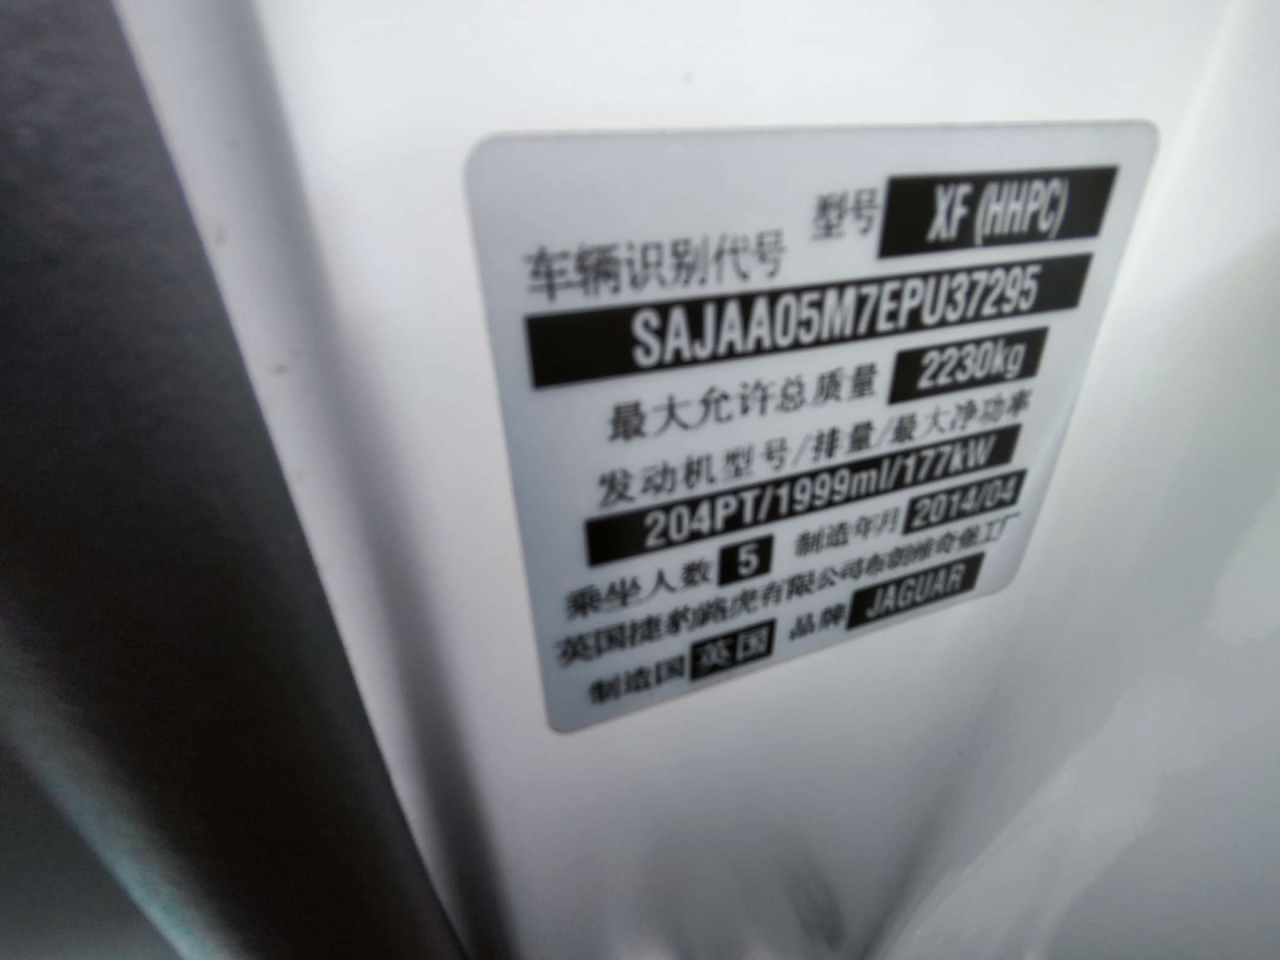 型号 XF (HHPC)
车辆识别代号
SAJAA05M7EPU37295
最大允许总质量 2230kg
发动机型号/排量/最大净功率
204PT/1999ml/177kW
乘坐人数 5 制造年月 2014/04
英国捷豹路虎有限公司布朗维奇堡工厂
制造国 英国 品牌 JAGUAR